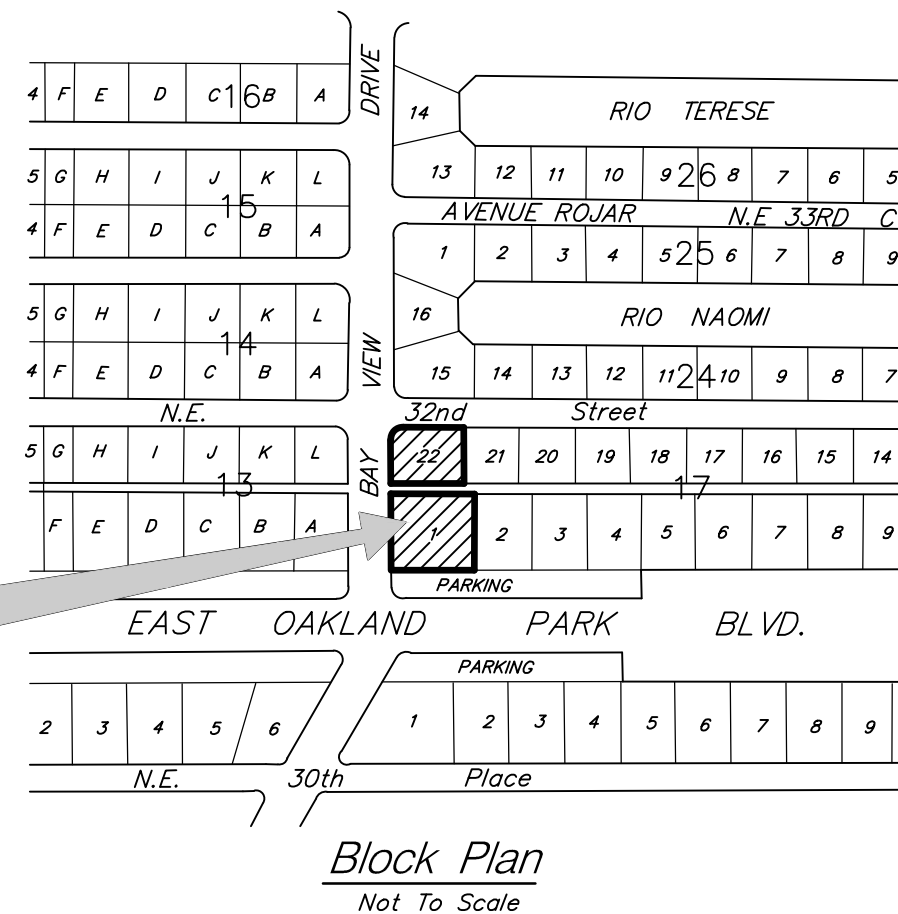 DRIVE
4 F E D C 16 B A
14
RIO TERESE
5 G H I J K L
15
13 12 11 10 9 26 8 7 6 5
AVENUE ROJAR N.E 33RD C
4 F E D C B A
1 2 3 4 5 25 6 7 8 9
5 G H I J K L
16
RIO NAOMI
14
VIEW
4 F E D C B A
15 14 13 12 11 24 10 9 8 7
N.E. 32nd Street
5 G H I J K L
BAY
22 21 20 19 18 17 16 15 14
13
17
F E D C B A
1 2 3 4 5 6 7 8 9
PARKING
EAST OAKLAND PARK BLVD.
PARKING
2 3 4 5 6
1 2 3 4 5 6 7 8 9
N.E. 30th Place
Block Plan
Not To Scale